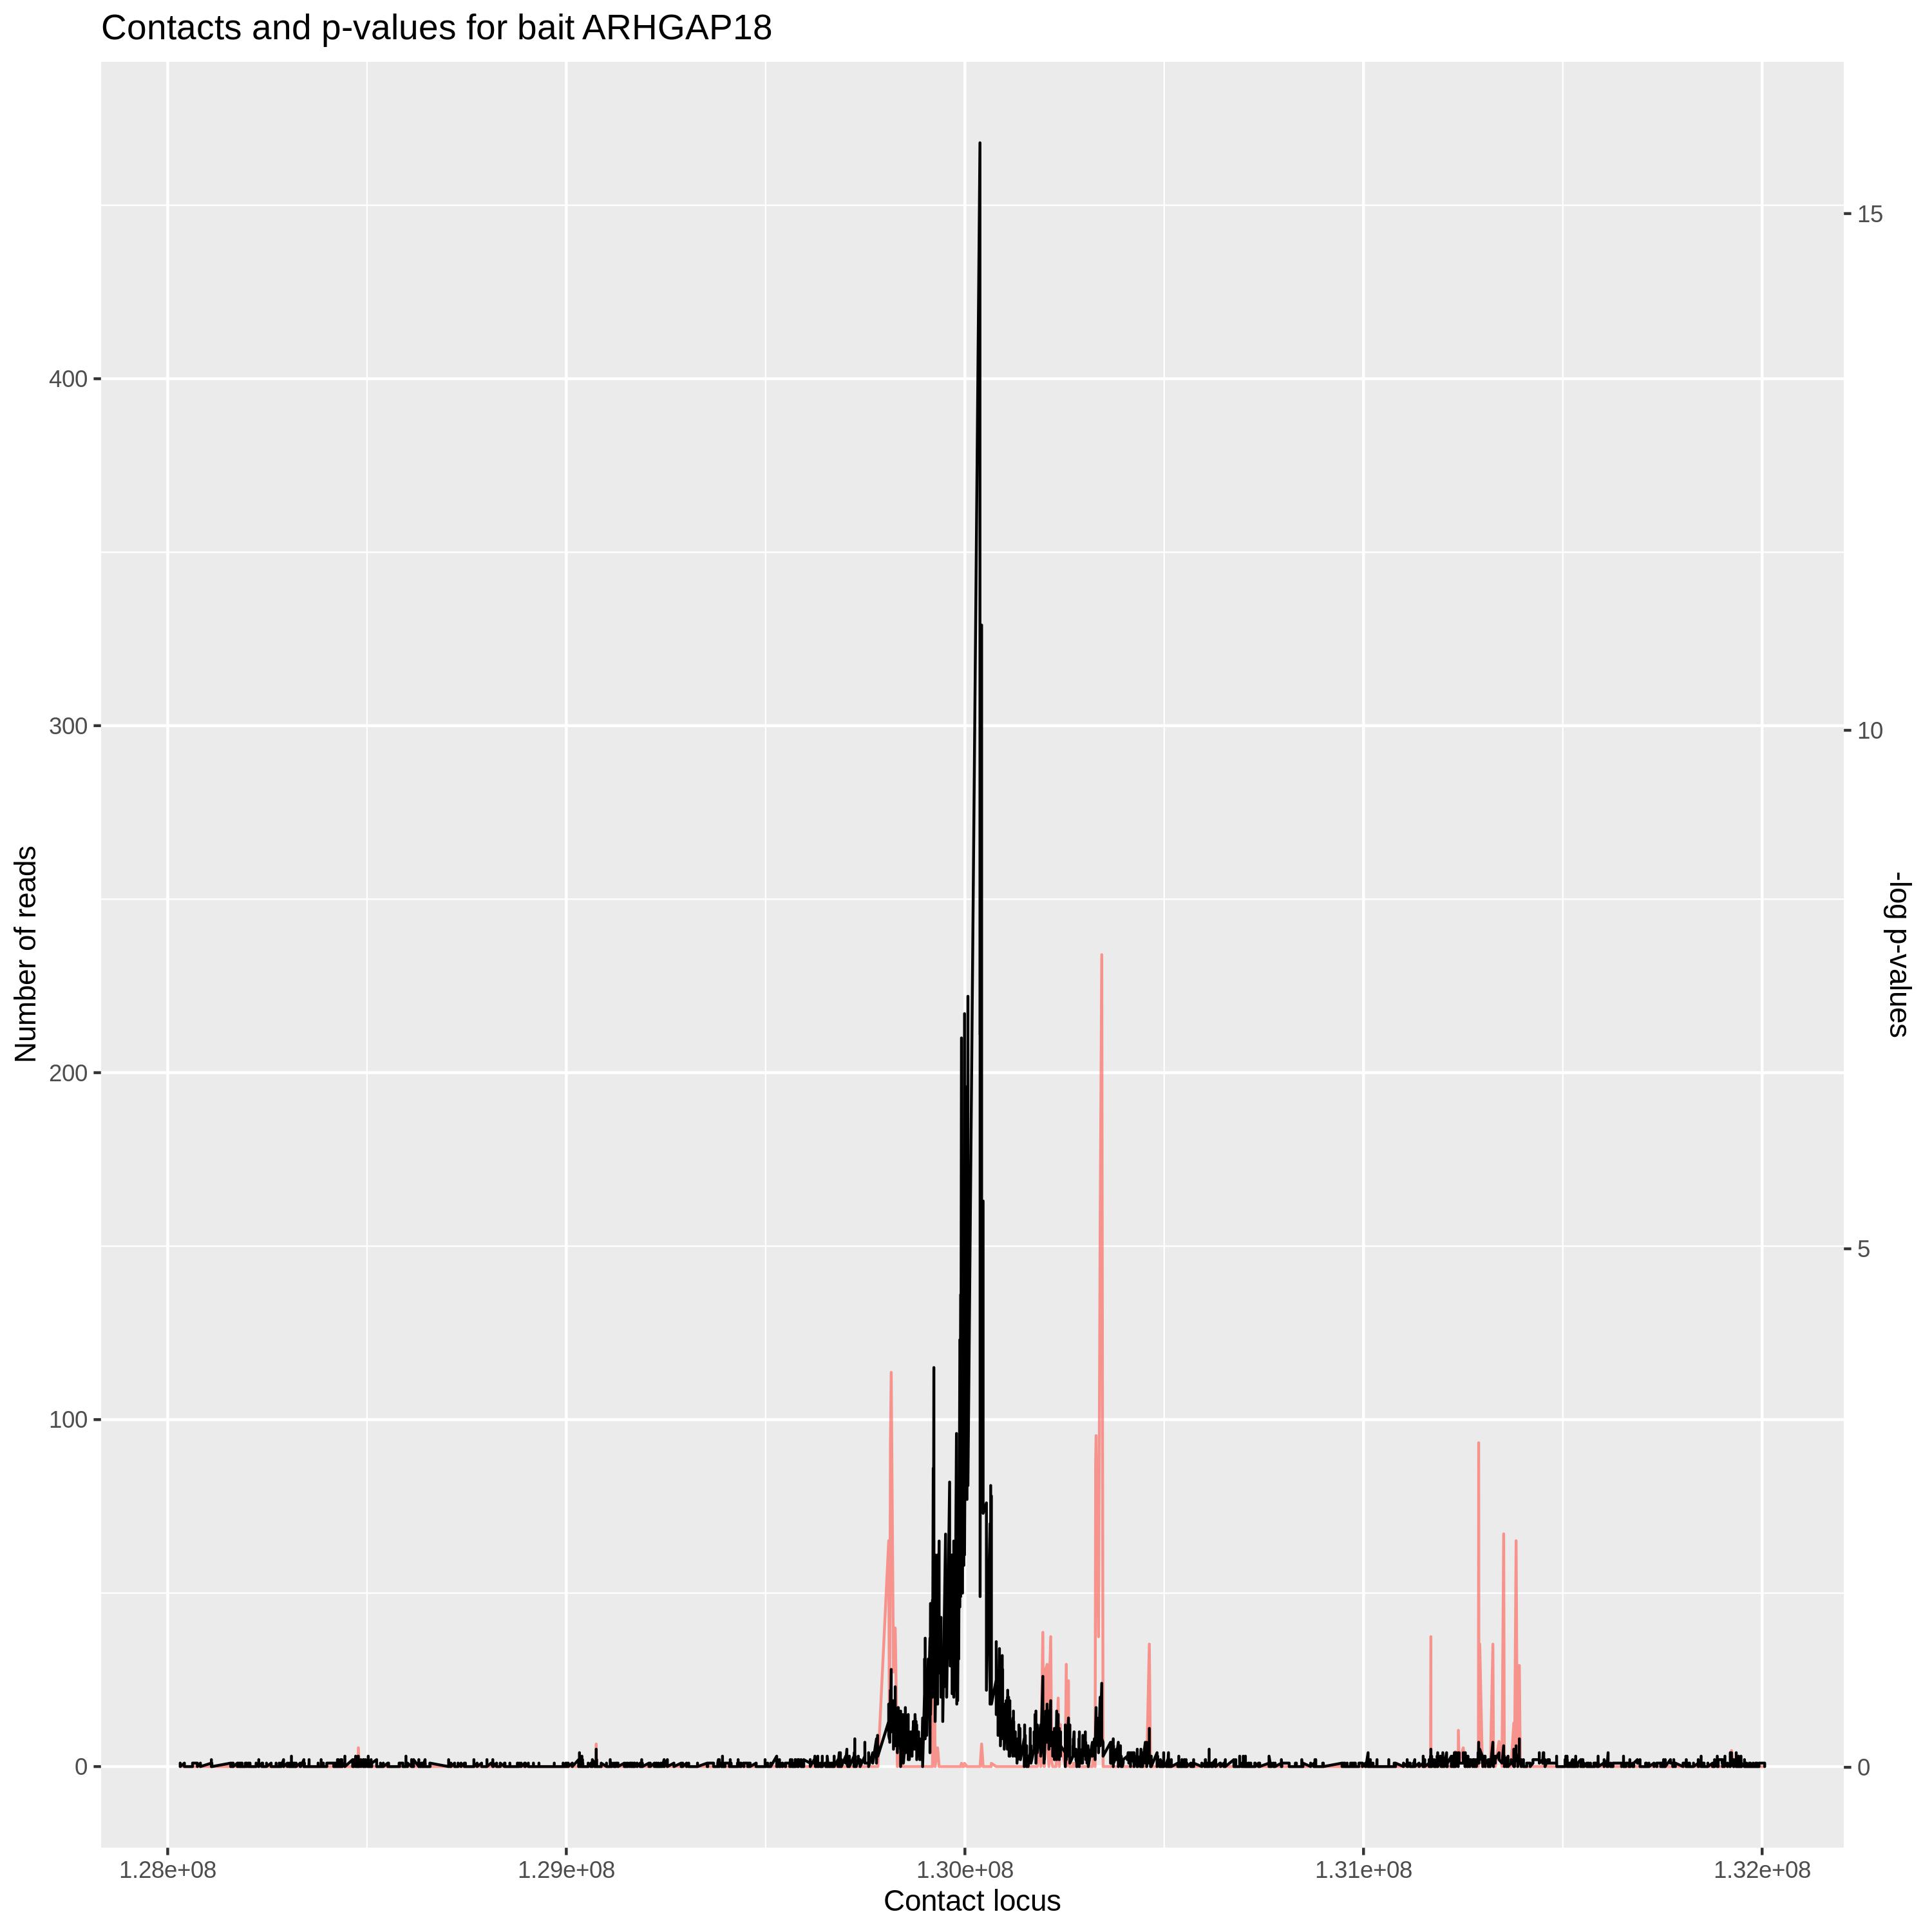 Contacts and p-values for bait ARHGAP18
Number of reads
400
300
200
100
0
15
10
5
0
-log p-values
1.28e+08 1.29e+08 1.30e+08 1.31e+08 1.32e+08
Contact locus